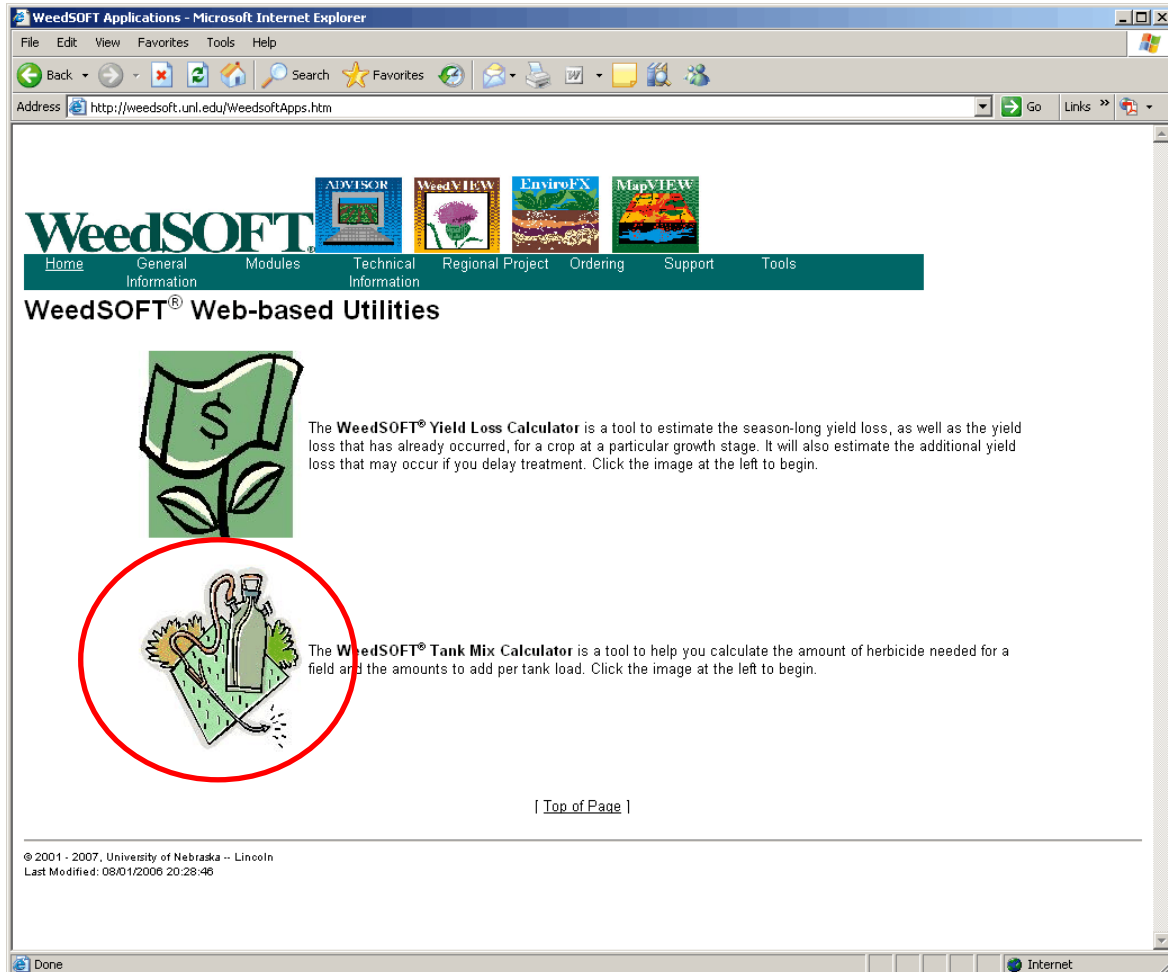 WeedSOFT Applications - Microsoft Internet Explorer
File Edit View Favorites Tools Help
Back Search Favorites W
Address http://weedsoft.unl.edu/WeedsoftApps.htm Go Links »
ADVISOR WeedVIEW EnviroFX MapVIEW
WeedSOFT®
Home General Information Modules Technical Information Regional Project Ordering Support Tools
WeedSOFT® Web-based Utilities
$
The WeedSOFT® Yield Loss Calculator is a tool to estimate the season-long yield loss, as well as the yield
loss that has already occurred, for a crop at a particular growth stage. It will also estimate the additional yield
loss that may occur if you delay treatment. Click the image at the left to begin.
The WeedSOFT® Tank Mix Calculator is a tool to help you calculate the amount of herbicide needed for a
field and the amounts to add per tank load. Click the image at the left to begin.
[ Top of Page ]
© 2001 - 2007, University of Nebraska -- Lincoln
Last Modified: 08/01/2006 20:28:46
Done Internet